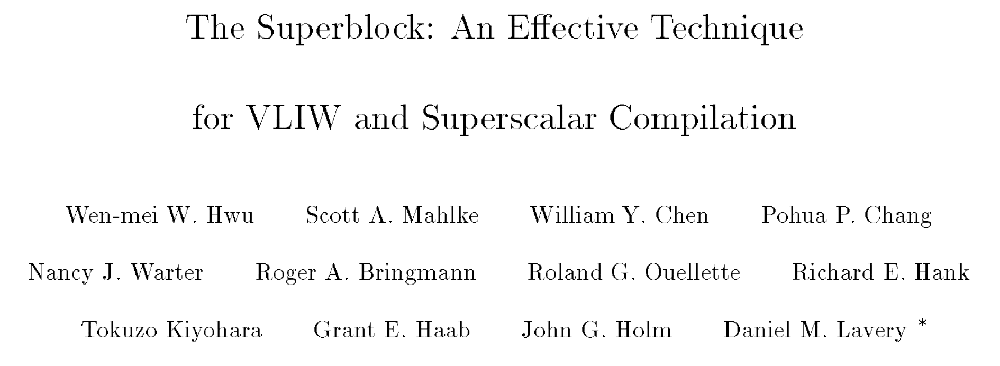 The Superblock: An Effective Technique
for VLIW and Superscalar Compilation
Wen-mei W. Hwu Scott A. Mahlke William Y. Chen Pohua P. Chang
Nancy J. Warter Roger A. Bringmann Roland G. Ouellette Richard E. Hank
Tokuzo Kiyohara Grant E. Haab John G. Holm Daniel M. Lavery *